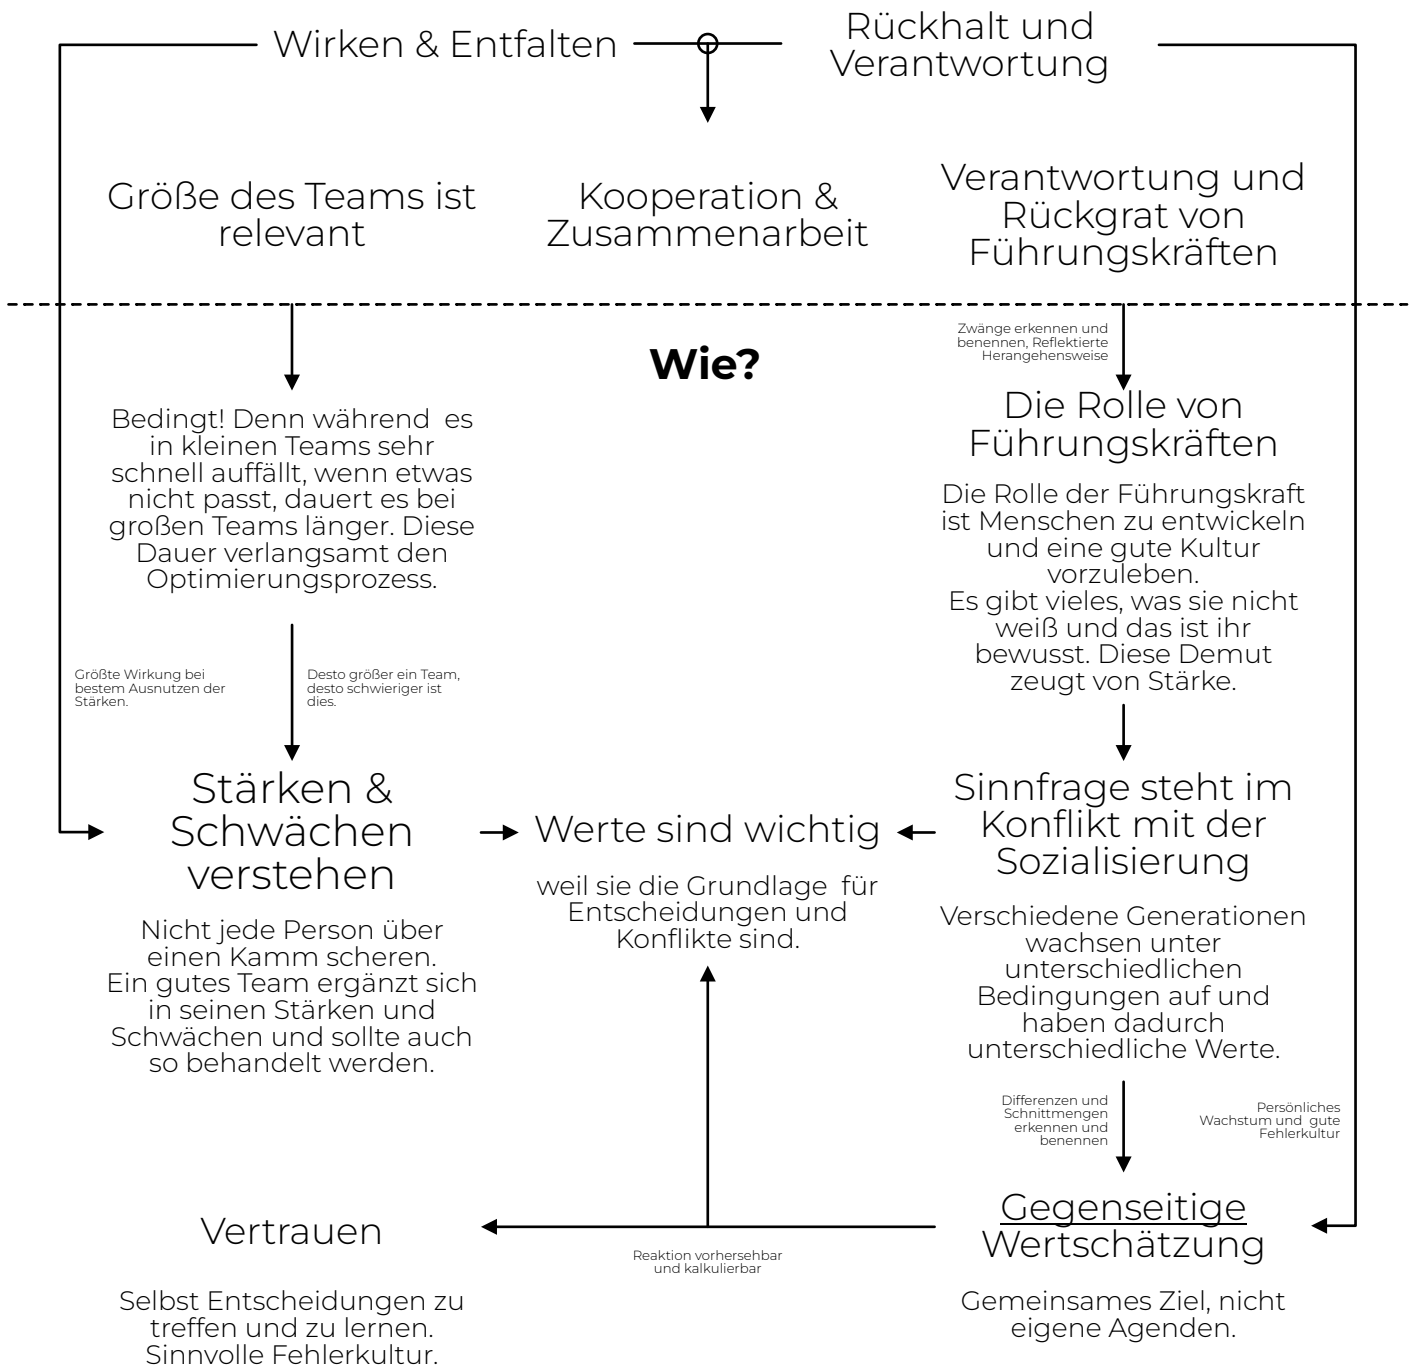 Wirken & Entfalten
Rückhalt und
Verantwortung
Größe des Teams ist
relevant
Kooperation &
Zusammenarbeit
Verantwortung und
Rückgrat von
Führungskräften
Wie?
Zwänge erkennen und
benennen, Reflektierte
Herangehensweise
Bedingt! Denn während  es
in kleinen Teams sehr
schnell auffällt, wenn etwas
nicht passt, dauert es bei
großen Teams länger. Diese
Dauer verlangsamt den
Optimierungsprozess.
Die Rolle von
Führungskräften
Die Rolle der Führungskraft
ist Menschen zu entwickeln
und eine gute Kultur
vorzuleben.
Es gibt vieles, was sie nicht
weiß und das ist ihr
bewusst. Diese Demut
zeugt von Stärke.
Größte Wirkung bei
bestem Ausnutzen der
Stärken.
Desto größer ein Team,
desto schwieriger ist
dies.
Stärken &
Schwächen
verstehen
Nicht jede Person über
einen Kamm scheren.
Ein gutes Team ergänzt sich
in seinen Stärken und
Schwächen und sollte auch
so behandelt werden.
Werte sind wichtig
weil sie die Grundlage  für
Entscheidungen und
Konflikte sind.
Sinnfrage steht im
Konflikt mit der
Sozialisierung
Verschiedene Generationen
wachsen unter
unterschiedlichen
Bedingungen auf und
haben dadurch
unterschiedliche Werte.
Differenzen und
Schnittmengen
erkennen und
benennen
Persönliches
Wachstum und  gute
Fehlerkultur
Vertrauen
Selbst Entscheidungen zu
treffen und zu lernen.
Sinnvolle Fehlerkultur.
Reaktion vorhersehbar
und kalkulierbar
Gegenseitige
Wertschätzung
Gemeinsames Ziel, nicht
eigene Agenden.